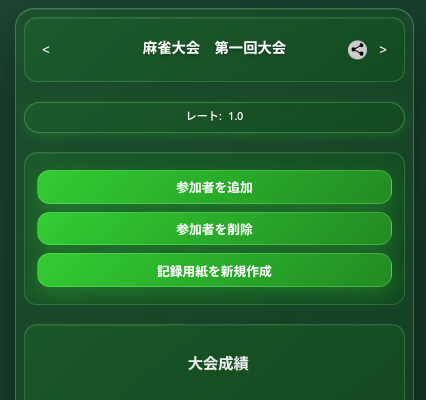 < 麻雀大会　第一回大会 >
レート: 1.0
参加者を追加
参加者を削除
記録用紙を新規作成
大会成績